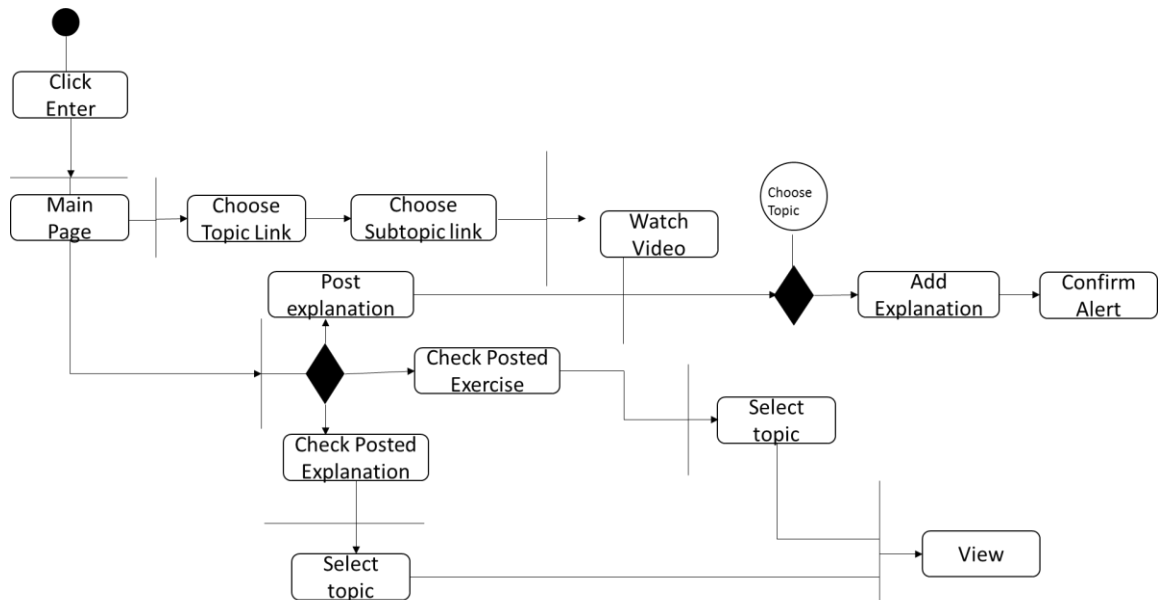 Click
Enter
Main
Page
Choose
Topic Link
Choose
Subtopic link
Watch
Video
Choose
Topic
Post
explanation
Add
Explanation
Confirm
Alert
Check Posted
Exercise
Select
topic
Check Posted
Explanation
Select
topic
View